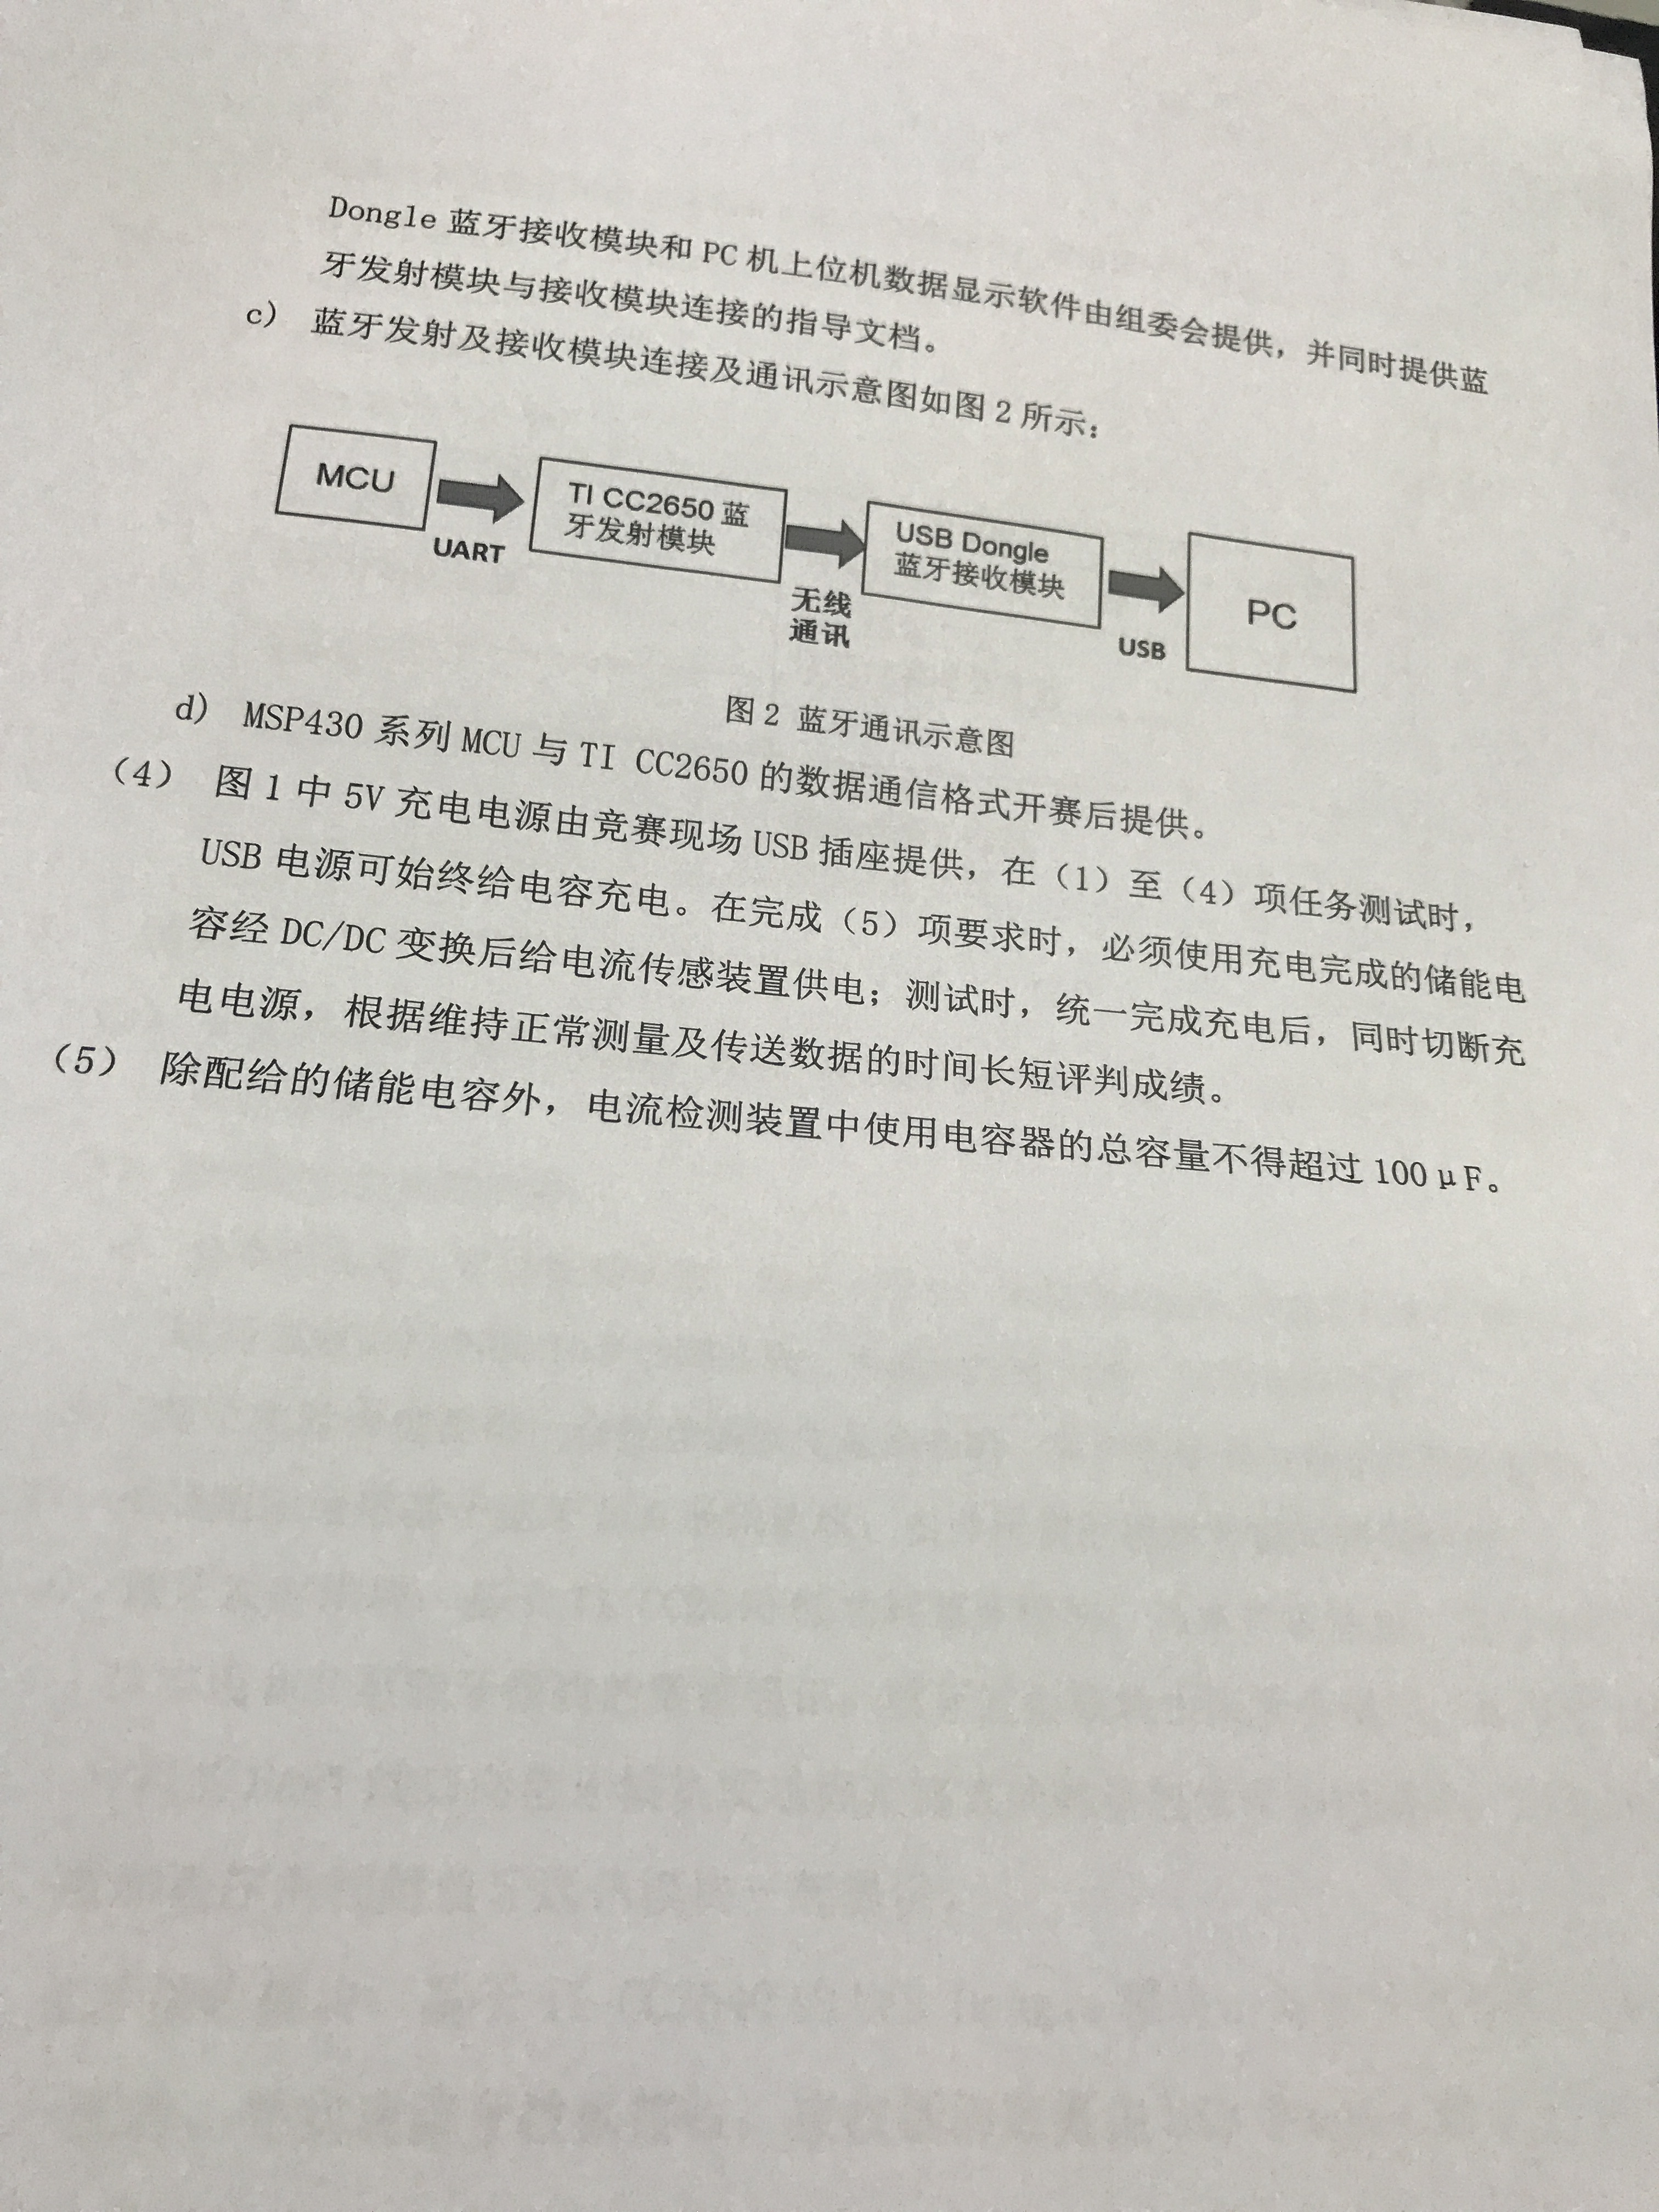 Dongle 蓝牙接收模块和 PC 机上位机数据显示软件由组委会提供，并同时提供蓝
牙发射模块与接收模块连接的指导文档。
c) 蓝牙发射及接收模块连接及通讯示意图如图 2 所示：
MCU
UART
TI CC2650 蓝
牙发射模块
无线
通讯
USB Dongle
蓝牙接收模块
USB
PC
图 2 蓝牙通讯示意图
d) MSP430 系列 MCU 与 TI CC2650 的数据通信格式开赛后提供。
（4） 图 1 中 5V 充电电源由竞赛现场 USB 插座提供，在（1）至（4）项任务测试时，
USB 电源可始终给电容充电。在完成（5）项要求时，必须使用充电完成的储能电
容经 DC/DC 变换后给电流传感装置供电；测试时，统一完成充电后，同时切断充
电电源，根据维持正常测量及传送数据的时间长短评判成绩。
（5） 除配给的储能电容外，电流检测装置中使用电容器的总容量不得超过 100μF。